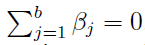 ∑_{j=1}^{b} β_j = 0